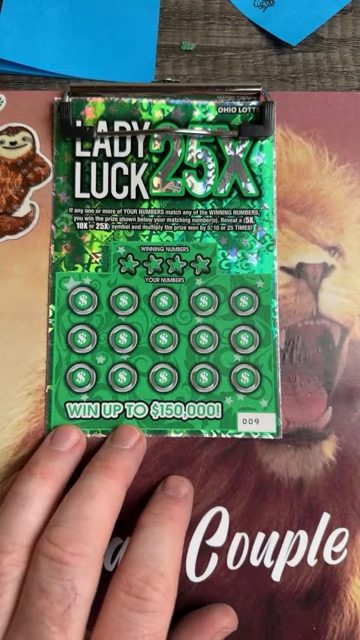 OHIO LOTT
LADY
LUCK
25X
If any one or more of YOUR NUMBERS match any of the WINNING NUMBERS,
you win the prize shown below your matching number(s). Reveal a (5X,
10X or 25X) symbol and multiply the prize won by 5, 10 or 25 TIMES!
WINNING NUMBERS
YOUR NUMBERS
$ $ $ $ $
$ $ $ $ $
$ $ $ $ $
WIN UP TO $150,000!
009
Couple